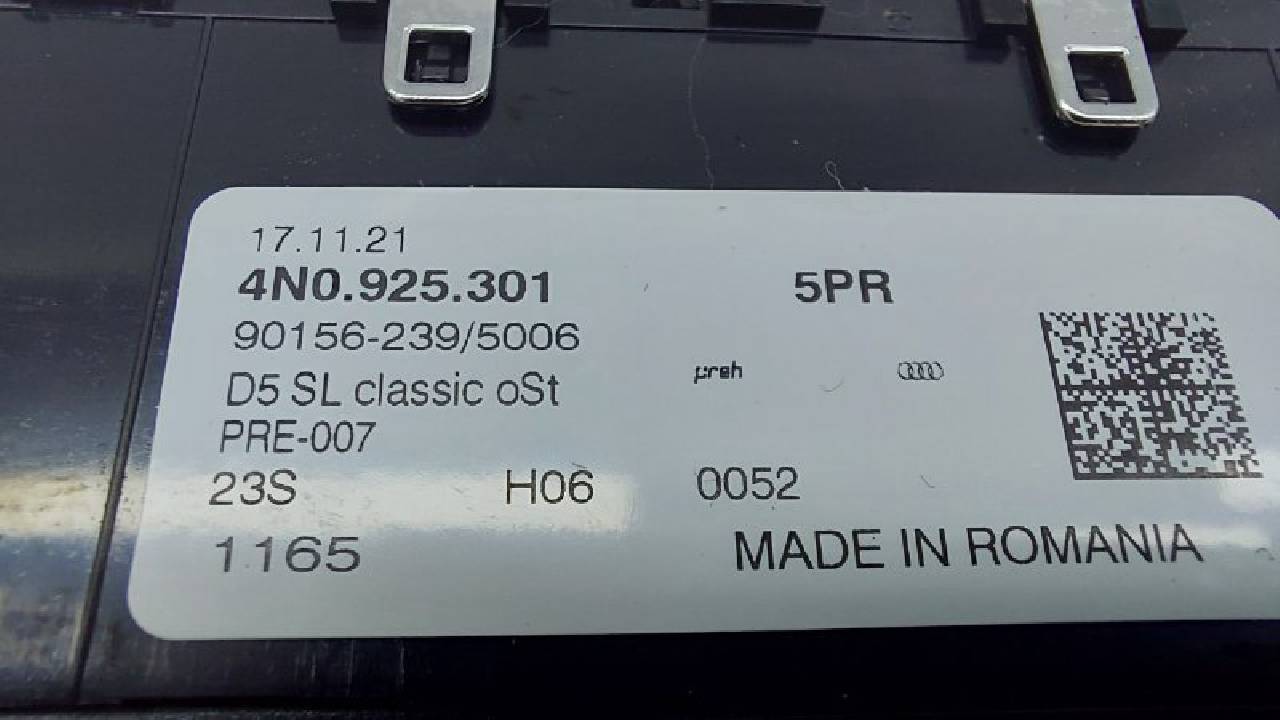 17.11.21
4N0.925.301 5PR
90156-239/5006
preh
D5 SL classic oSt
PRE-007
23S H06 0052
1165
MADE IN ROMANIA